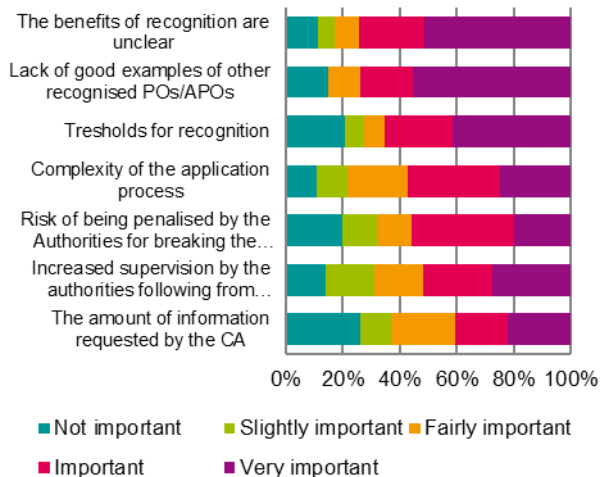 The benefits of recognition are
unclear
Lack of good examples of other
recognised POs/APOs
Tresholds for recognition
Complexity of the application
process
Risk of being penalised by the
Authorities for breaking the…
Increased supervision by the
authorities following from…
The amount of information
requested by the CA
0% 20% 40% 60% 80% 100%
Not important Slightly important Fairly important
Important Very important